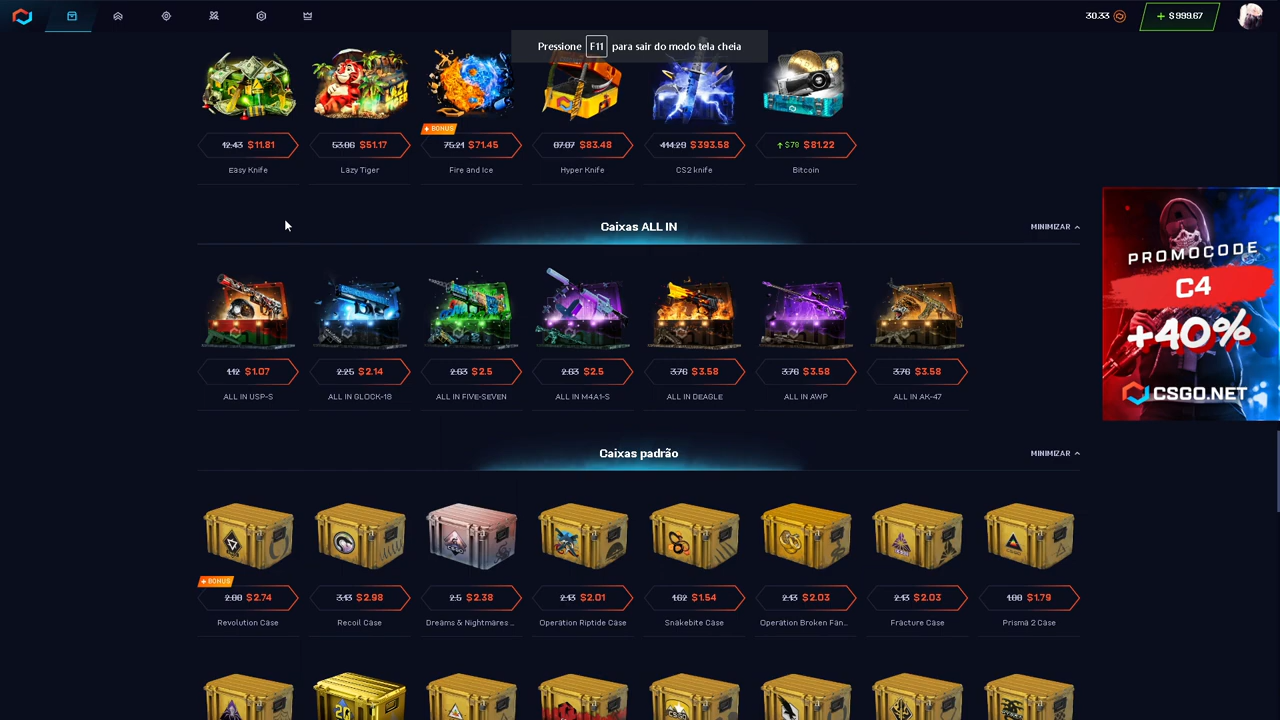 30.33
+ $ 999.67
Pressione F11 para sair do modo tela cheia
+ BONUS
12.43 $11.81
53.86 $51.17
75.21 $71.45
87.87 $83.48
414.29 $393.58
$78 $81.22
Easy Knife
Lazy Tiger
Fire and Ice
Hyper Knife
CS2 knife
Bitcoin
Caixas ALL IN
MINIMIZAR
PROMOCODE
C4
+40%
CSGO.NET
1.12 $1.07
2.25 $2.14
2.63 $2.5
2.63 $2.5
3.76 $3.58
3.76 $3.58
3.76 $3.58
ALL IN USP-S
ALL IN GLOCK-18
ALL IN FIVE-SEVEN
ALL IN M4A1-S
ALL IN DEAGLE
ALL IN AWP
ALL IN AK-47
Caixas padrão
MINIMIZAR
+ BONUS
2.88 $2.74
3.13 $2.98
2.5 $2.38
2.13 $2.01
1.62 $1.54
2.13 $2.03
2.13 $2.03
1.88 $1.79
Revolution Case
Recoil Case
Dreams & Nightmares ...
Operation Riptide Case
Snakebite Case
Operation Broken Fan...
Fracture Case
Prisma 2 Case